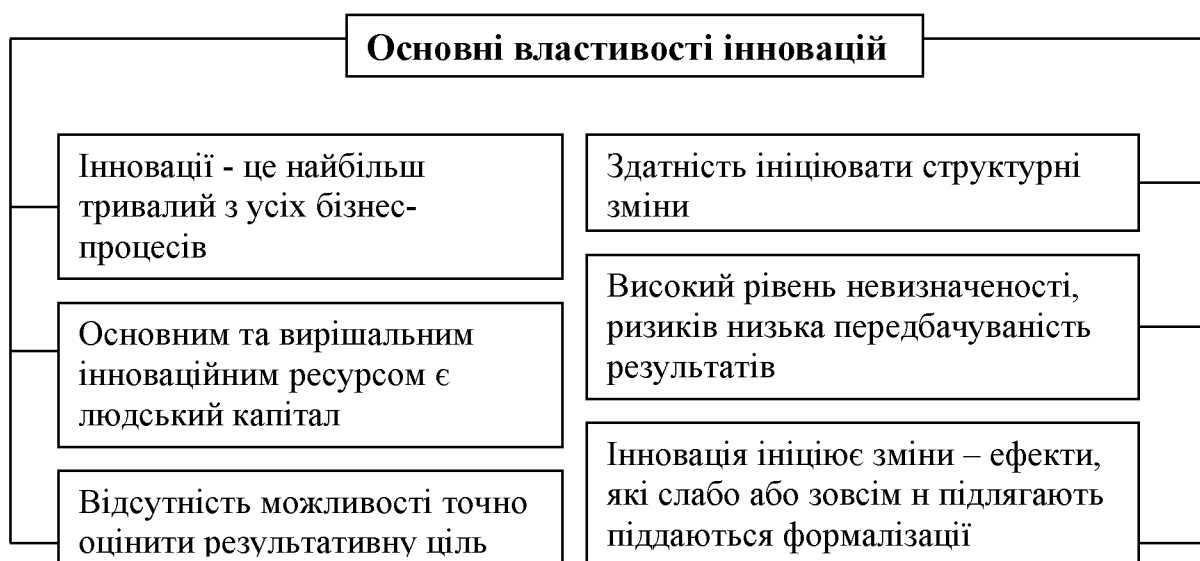 Основні властивості інновацій
Інновації - це найбільш
тривалий з усіх бізнес-
процесів
Основним та вирішальним
інноваційним ресурсом є
людський капітал
Відсутність можливості точно
оцінити результативну ціль
Здатність ініціювати структурні
зміни
Високий рівень невизначеності,
ризиків низька передбачуваність
результатів
Інновація ініціює зміни – ефекти,
які слабо або зовсім н підлягають
піддаються формалізації